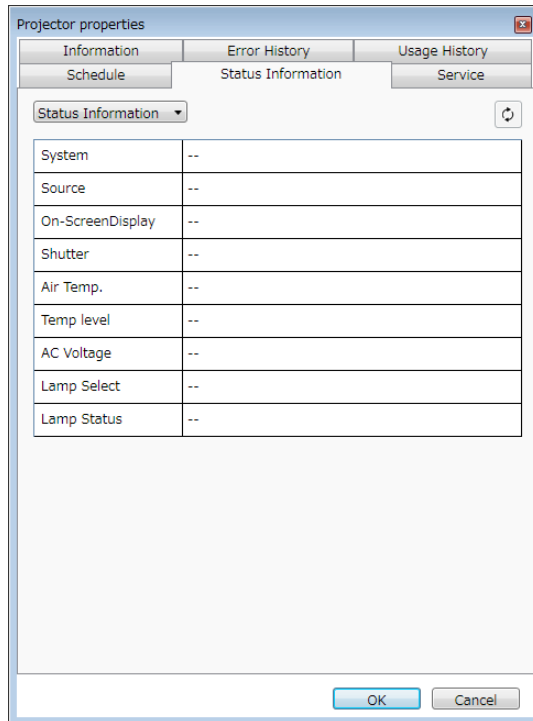 Projector properties
Information Error History Usage History
Schedule Status Information Service
Status Information
System --
Source --
On-ScreenDisplay --
Shutter --
Air Temp. --
Temp level --
AC Voltage --
Lamp Select --
Lamp Status --
OK Cancel